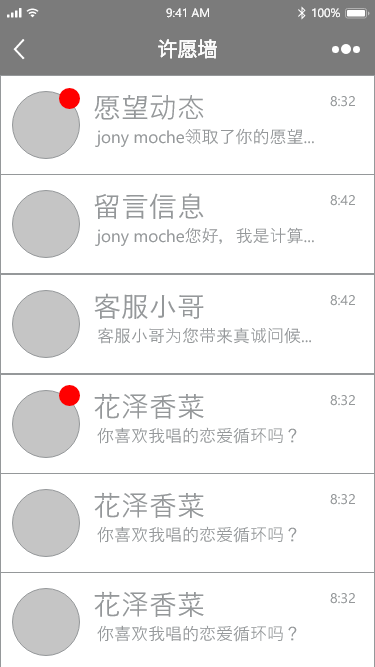 9:41 AM 100%
许愿墙
愿望动态 8:32
jony moche领取了你的愿望...
留言信息 8:42
jony moche您好，我是计算...
客服小哥 8:42
客服小哥为您带来真诚问候...
花泽香菜 8:32
你喜欢我唱的恋爱循环吗？
花泽香菜 8:32
你喜欢我唱的恋爱循环吗？
花泽香菜 8:32
你喜欢我唱的恋爱循环吗？